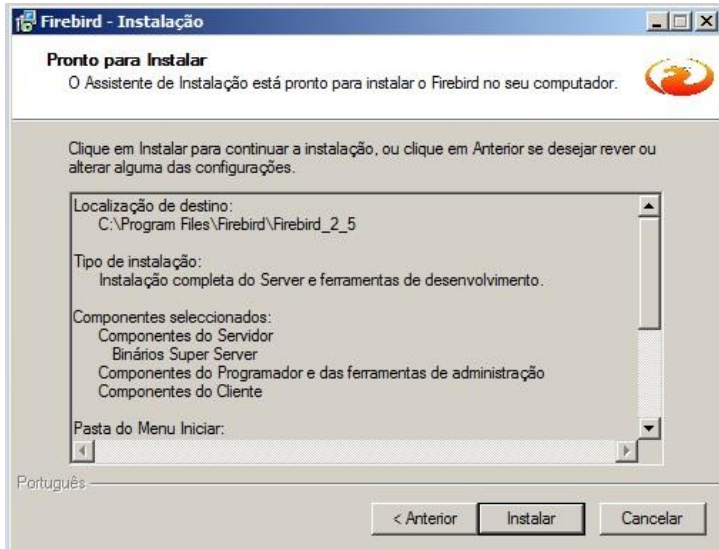 Firebird - Instalação
Pronto para Instalar
O Assistente de Instalação está pronto para instalar o Firebird no seu computador.
Clique em Instalar para continuar a instalação, ou clique em Anterior se desejar rever ou
alterar alguma das configurações.
Localização de destino:
C:\Program Files\Firebird\Firebird_2_5
Tipo de instalação:
Instalação completa do Server e ferramentas de desenvolvimento.
Componentes seleccionados:
Componentes do Servidor
Binários Super Server
Componentes do Programador e das ferramentas de administração
Componentes do Cliente
Pasta do Menu Iniciar:
Português
< Anterior
Instalar
Cancelar